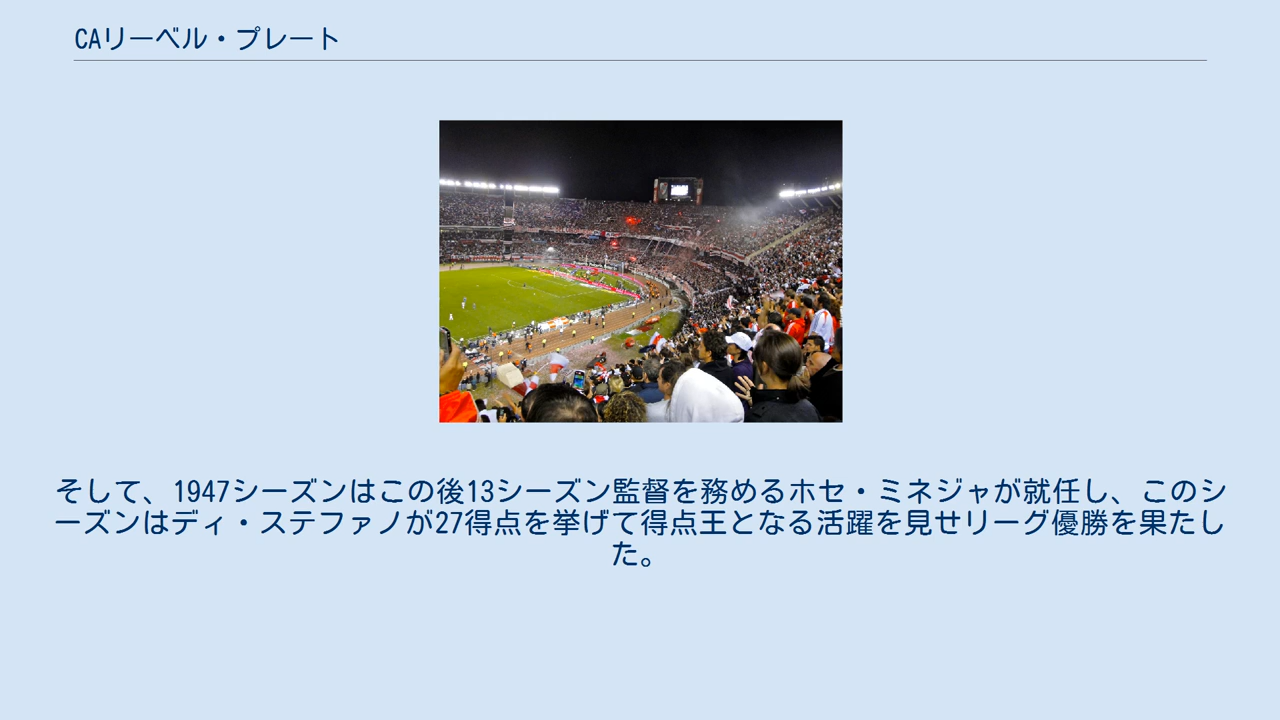 CAリーベル・プレート
そして、1947シーズンはこの後13シーズン監督を務めるホセ・ミネジャが就任し、このシ
ーズンはディ・ステファノが27得点を挙げて得点王となる活躍を見せリーグ優勝を果たし
た。